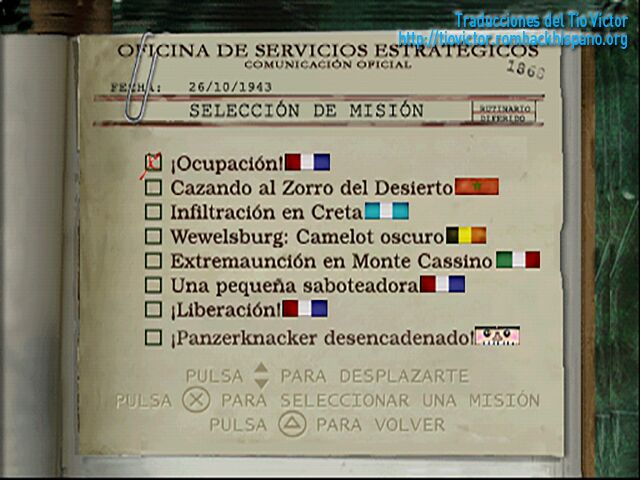 Traducciones del Tio Victor
http://tiovictor.romhackhispano.org
OFICINA DE SERVICIOS ESTRATEGICOS
COMUNICACIÓN OFICIAL
1866
FECHA: 26/10/1943
SELECCIÓN DE MISIÓN
RUTINARIO
DIFERIDO
¡Ocupación!
Cazando al Zorro del Desierto
Infiltración en Creta
Wewelsburg: Camelot oscuro
Extremaunción en Monte Cassino
Una pequeña saboteadora
¡Liberación!
¡Panzerknacker desencadenado!
PULSA PARA DESPLAZARTE
PULSA PARA SELECCIONAR UNA MISIÓN
PULSA PARA VOLVER